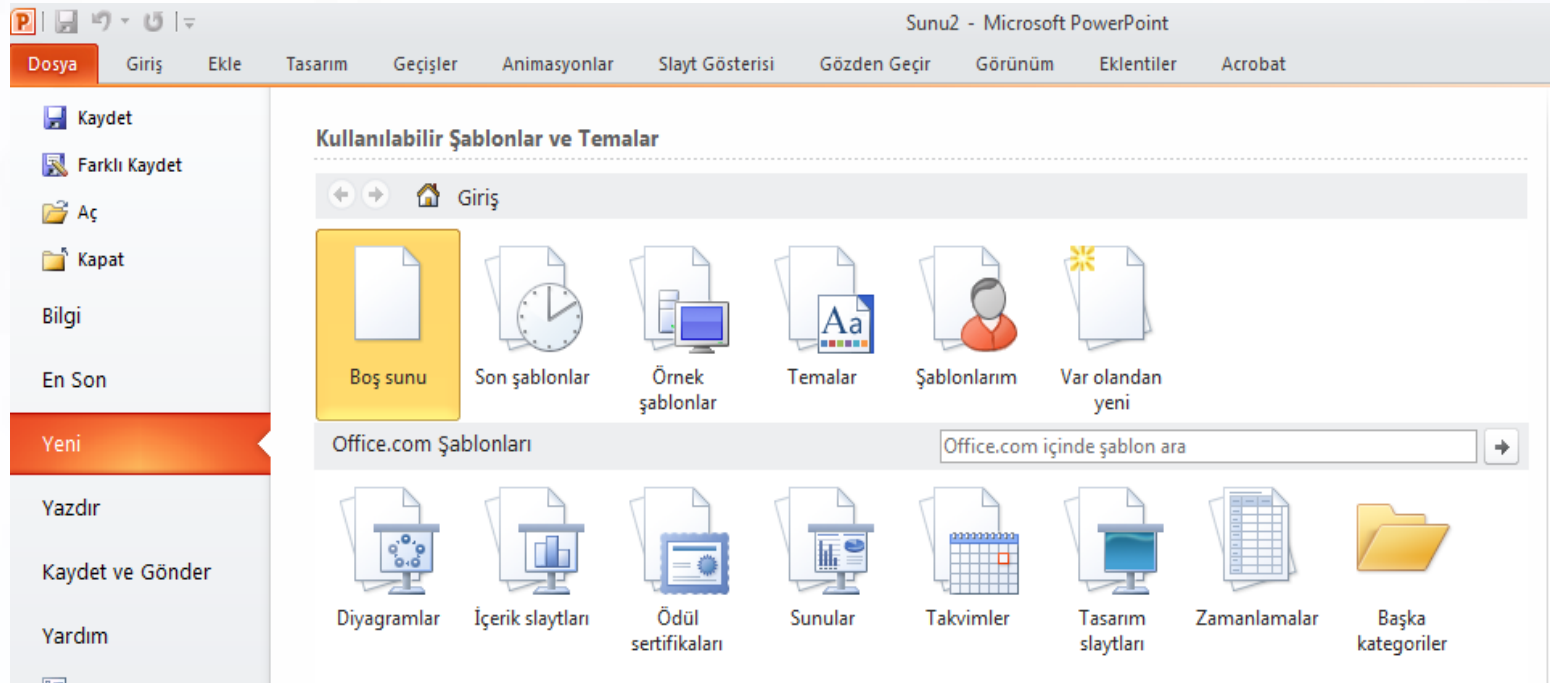 Sunu2 - Microsoft PowerPoint
Dosya Giriş Ekle Tasarım Geçişler Animasyonlar Slayt Gösterisi Gözden Geçir Görünüm Eklentiler Acrobat
Kaydet
Farklı Kaydet
Aç
Kapat
Bilgi
En Son
Yeni
Yazdır
Kaydet ve Gönder
Yardım
Kullanılabilir Şablonlar ve Temalar
Giriş
Boş sunu
Son şablonlar
Örnek
şablonlar
Temalar
Şablonlarım
Var olandan
yeni
Office.com Şablonları
Office.com içinde şablon ara
Diyagramlar
İçerik slaytları
Ödül
sertifikaları
Sunular
Takvimler
Tasarım
slaytları
Zamanlamalar
Başka
kategoriler